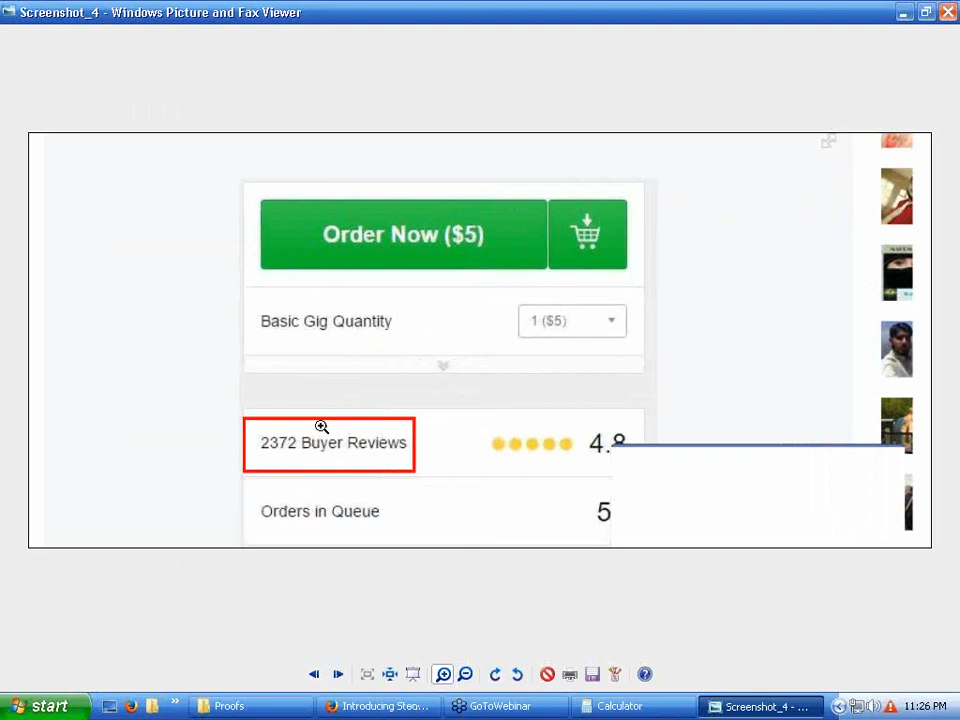 Screenshot_4 - Windows Picture and Fax Viewer
Order Now ($5)
Basic Gig Quantity
1 ($5)
2372 Buyer Reviews
4.8
Orders in Queue
5
start
Proofs
Introducing Steo...
GoToWebinar
Calculator
Screenshot_4 - ...
11:26 PM